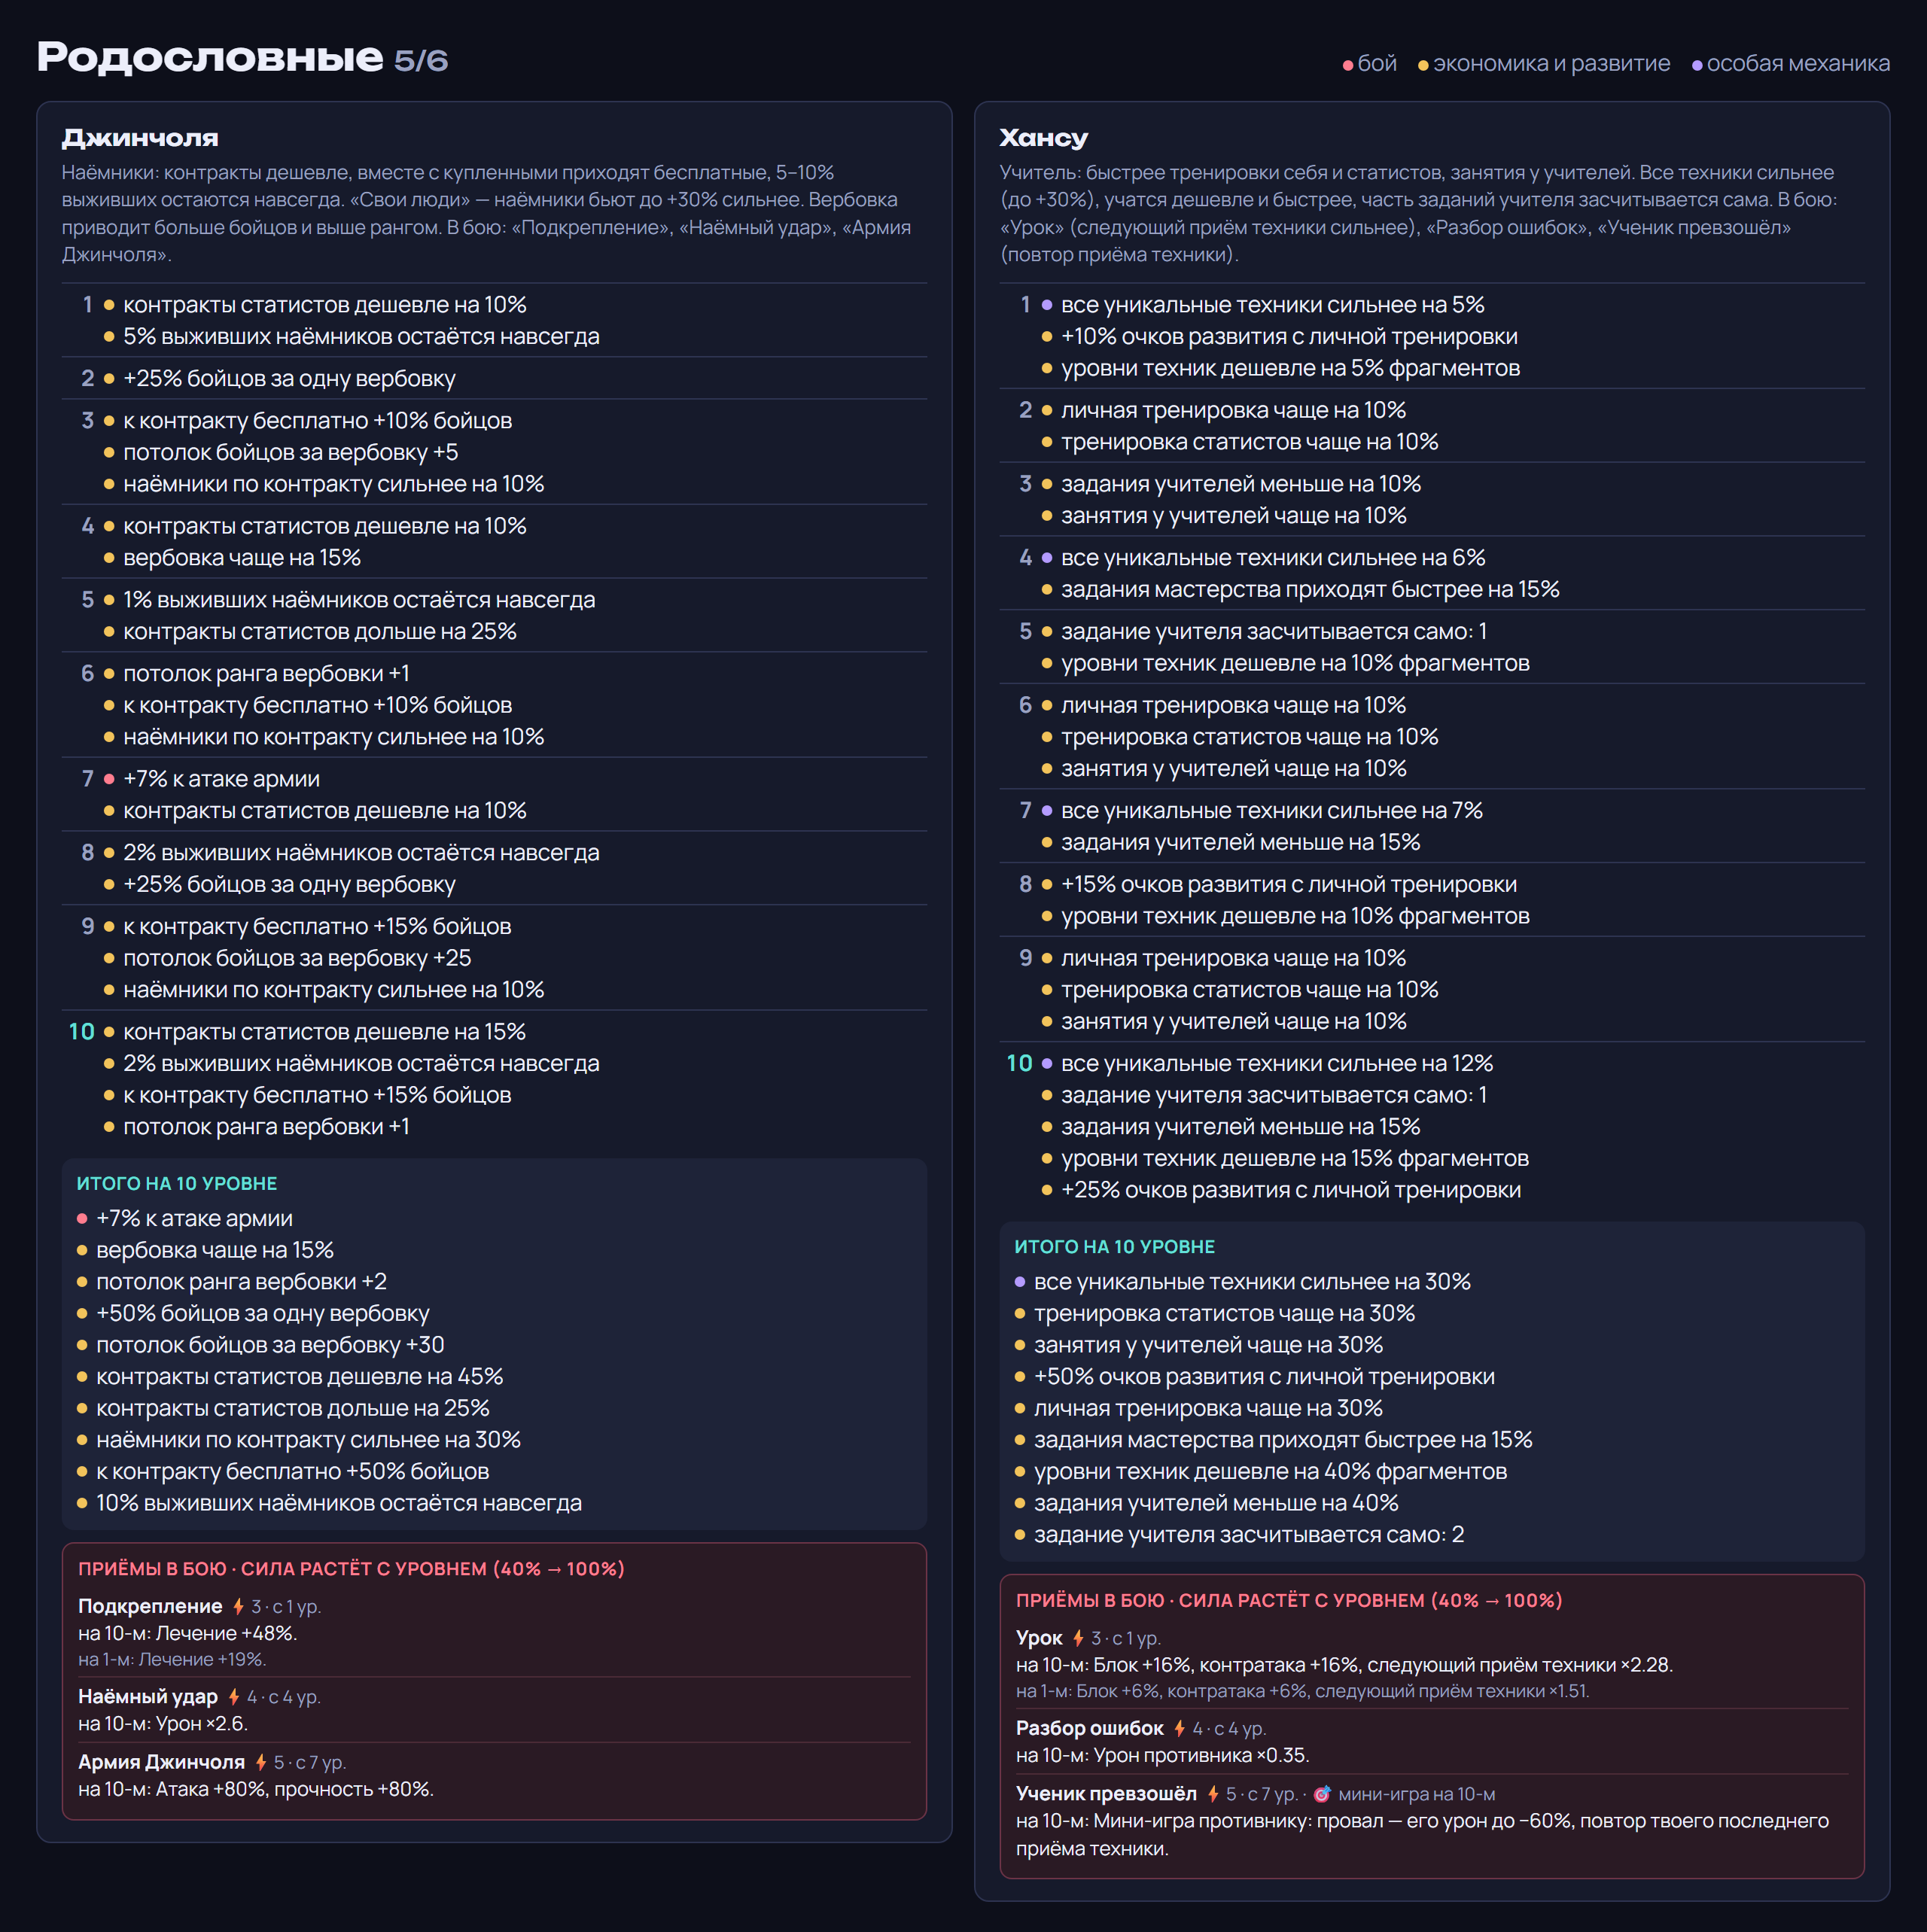 Родословные 5/6
бой экономика и развитие особая механика
Джинчоля
Наёмники: контракты дешевле, вместе с купленными приходят бесплатные, 5–10%
выживших остаются навсегда. «Свои люди» — наёмники бьют до +30% сильнее. Вербовка
приводит больше бойцов и выше рангом. В бою: «Подкрепление», «Наёмный удар», «Армия
Джинчоля».
1 контракты статистов дешевле на 10%
5% выживших наёмников остаётся навсегда
2 +25% бойцов за одну вербовку
3 к контракту бесплатно +10% бойцов
потолок бойцов за вербовку +5
наёмники по контракту сильнее на 10%
4 контракты статистов дешевле на 10%
вербовка чаще на 15%
5 1% выживших наёмников остаётся навсегда
контракты статистов дольше на 25%
6 потолок ранга вербовки +1
к контракту бесплатно +10% бойцов
наёмники по контракту сильнее на 10%
7 +7% к атаке армии
контракты статистов дешевле на 10%
8 2% выживших наёмников остаётся навсегда
+25% бойцов за одну вербовку
9 к контракту бесплатно +15% бойцов
потолок бойцов за вербовку +25
наёмники по контракту сильнее на 10%
10 контракты статистов дешевле на 15%
2% выживших наёмников остаётся навсегда
к контракту бесплатно +15% бойцов
потолок ранга вербовки +1
ИТОГО НА 10 УРОВНЕ
+7% к атаке армии
вербовка чаще на 15%
потолок ранга вербовки +2
+50% бойцов за одну вербовку
потолок бойцов за вербовку +30
контракты статистов дешевле на 45%
контракты статистов дольше на 25%
наёмники по контракту сильнее на 30%
к контракту бесплатно +50% бойцов
10% выживших наёмников остаётся навсегда
ПРИЁМЫ В БОЮ · СИЛА РАСТЁТ С УРОВНЕМ (40% → 100%)
Подкрепление ⚡ 3 · с 1 ур.
на 10-м: Лечение +48%.
на 1-м: Лечение +19%.
Наёмный удар ⚡ 4 · с 4 ур.
на 10-м: Урон ×2.6.
Армия Джинчоля ⚡ 5 · с 7 ур.
на 10-м: Атака +80%, прочность +80%.
Хансу
Учитель: быстрее тренировки себя и статистов, занятия у учителей. Все техники сильнее
(до +30%), учатся дешевле и быстрее, часть заданий учителя засчитывается сама. В бою:
«Урок» (следующий приём техники сильнее), «Разбор ошибок», «Ученик превзошёл»
(повтор приёма техники).
1 все уникальные техники сильнее на 5%
+10% очков развития с личной тренировки
уровни техник дешевле на 5% фрагментов
2 личная тренировка чаще на 10%
тренировка статистов чаще на 10%
3 задания учителей меньше на 10%
занятия у учителей чаще на 10%
4 все уникальные техники сильнее на 6%
задания мастерства приходят быстрее на 15%
5 задание учителя засчитывается само: 1
уровни техник дешевле на 10% фрагментов
6 личная тренировка чаще на 10%
тренировка статистов чаще на 10%
занятия у учителей чаще на 10%
7 все уникальные техники сильнее на 7%
задания учителей меньше на 15%
8 +15% очков развития с личной тренировки
уровни техник дешевле на 10% фрагментов
9 личная тренировка чаще на 10%
тренировка статистов чаще на 10%
занятия у учителей чаще на 10%
10 все уникальные техники сильнее на 12%
задание учителя засчитывается само: 1
задания учителей меньше на 15%
уровни техник дешевле на 15% фрагментов
+25% очков развития с личной тренировки
ИТОГО НА 10 УРОВНЕ
все уникальные техники сильнее на 30%
тренировка статистов чаще на 30%
занятия у учителей чаще на 30%
+50% очков развития с личной тренировки
личная тренировка чаще на 30%
задания мастерства приходят быстрее на 15%
уровни техник дешевле на 40% фрагментов
задания учителей меньше на 40%
задание учителя засчитывается само: 2
ПРИЁМЫ В БОЮ · СИЛА РАСТЁТ С УРОВНЕМ (40% → 100%)
Урок ⚡ 3 · с 1 ур.
на 10-м: Блок +16%, контратака +16%, следующий приём техники ×2.28.
на 1-м: Блок +6%, контратака +6%, следующий приём техники ×1.51.
Разбор ошибок ⚡ 4 · с 4 ур.
на 10-м: Урон противника ×0.35.
Ученик превзошёл ⚡ 5 · с 7 ур. · 🎯 мини-игра на 10-м
на 10-м: Мини-игра противнику: провал — его урон до −60%, повтор твоего последнего
приёма техники.